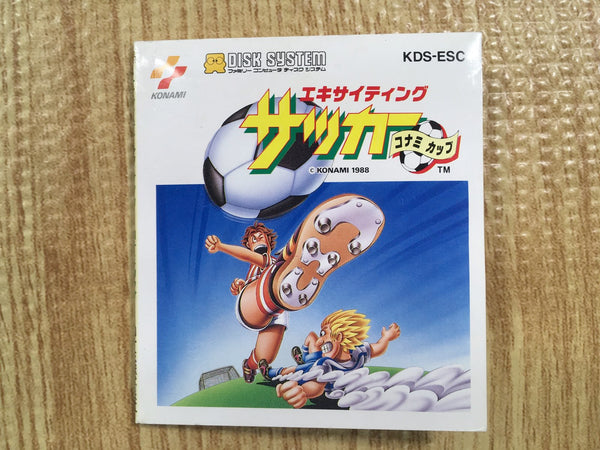 DISK SYSTEM
ファミリー コンピュータ ディスク システム
KDS-ESC
KONAMI
エキサイティング
サッカー
コナミ カップ
TM
© KONAMI 1988